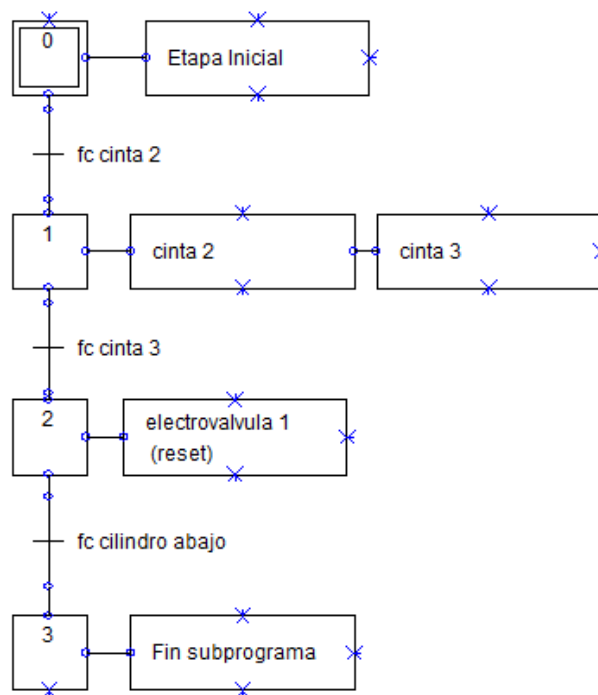 0
Etapa Inicial
fc cinta 2
1
cinta 2
cinta 3
fc cinta 3
2
electrovalvula 1
(reset)
fc cilindro abajo
3
Fin subprograma